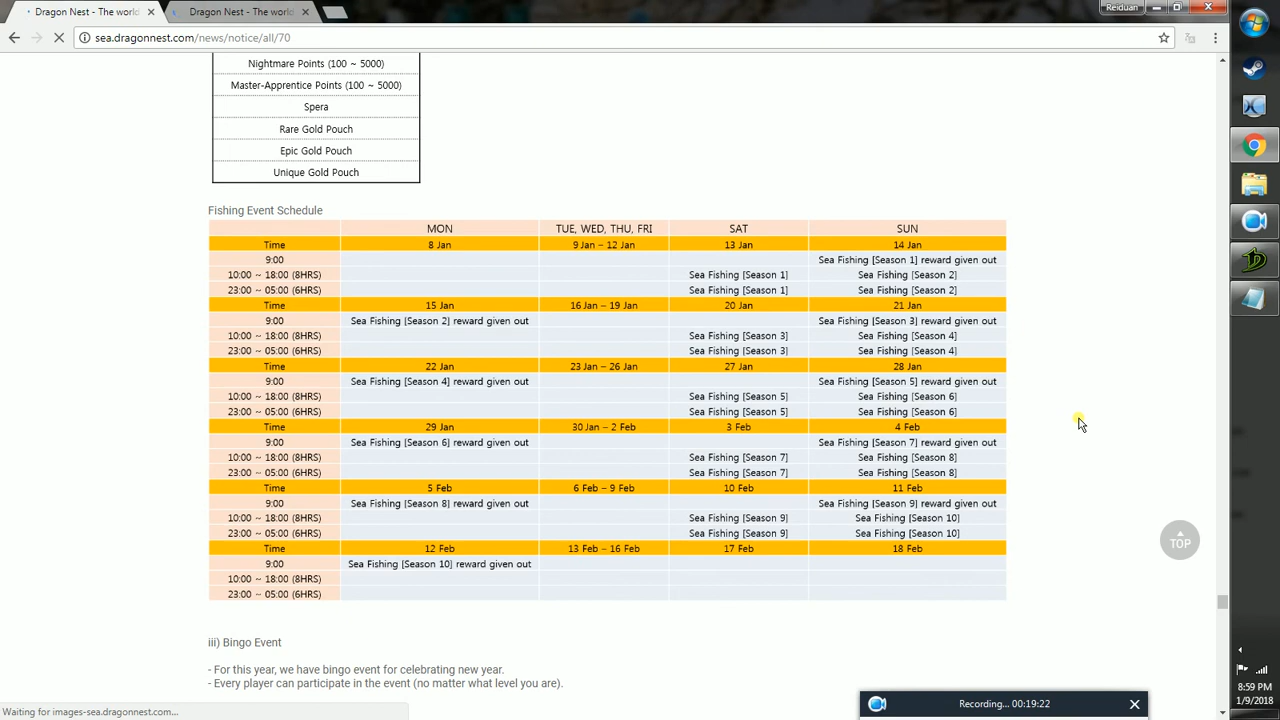 Dragon Nest - The world
Dragon Nest - The world
Reiduan
sea.dragonnest.com/news/notice/all/70
Nightmare Points (100 ~ 5000)
Master-Apprentice Points (100 ~ 5000)
Spera
Rare Gold Pouch
Epic Gold Pouch
Unique Gold Pouch
Fishing Event Schedule
MON TUE, WED, THU, FRI SAT SUN
Time 8 Jan 9 Jan – 12 Jan 13 Jan 14 Jan
9:00 Sea Fishing [Season 1] reward given out
10:00 ~ 18:00 (8HRS) Sea Fishing [Season 1] Sea Fishing [Season 2]
23:00 ~ 05:00 (6HRS) Sea Fishing [Season 1] Sea Fishing [Season 2]
Time 15 Jan 16 Jan – 19 Jan 20 Jan 21 Jan
9:00 Sea Fishing [Season 2] reward given out Sea Fishing [Season 3] reward given out
10:00 ~ 18:00 (8HRS) Sea Fishing [Season 3] Sea Fishing [Season 4]
23:00 ~ 05:00 (6HRS) Sea Fishing [Season 3] Sea Fishing [Season 4]
Time 22 Jan 23 Jan – 26 Jan 27 Jan 28 Jan
9:00 Sea Fishing [Season 4] reward given out Sea Fishing [Season 5] reward given out
10:00 ~ 18:00 (8HRS) Sea Fishing [Season 5] Sea Fishing [Season 6]
23:00 ~ 05:00 (6HRS) Sea Fishing [Season 5] Sea Fishing [Season 6]
Time 29 Jan 30 Jan – 2 Feb 3 Feb 4 Feb
9:00 Sea Fishing [Season 6] reward given out Sea Fishing [Season 7] reward given out
10:00 ~ 18:00 (8HRS) Sea Fishing [Season 7] Sea Fishing [Season 8]
23:00 ~ 05:00 (6HRS) Sea Fishing [Season 7] Sea Fishing [Season 8]
Time 5 Feb 6 Feb – 9 Feb 10 Feb 11 Feb
9:00 Sea Fishing [Season 8] reward given out Sea Fishing [Season 9] reward given out
10:00 ~ 18:00 (8HRS) Sea Fishing [Season 9] Sea Fishing [Season 10]
23:00 ~ 05:00 (6HRS) Sea Fishing [Season 9] Sea Fishing [Season 10]
Time 12 Feb 13 Feb – 16 Feb 17 Feb 18 Feb
9:00 Sea Fishing [Season 10] reward given out
10:00 ~ 18:00 (8HRS)
23:00 ~ 05:00 (6HRS)
TOP
iii) Bingo Event
- For this year, we have bingo event for celebrating new year.
- Every player can participate in the event (no matter what level you are).
Waiting for images-sea.dragonnest.com...
Recording... 00:19:22
8:59 PM
1/9/2018